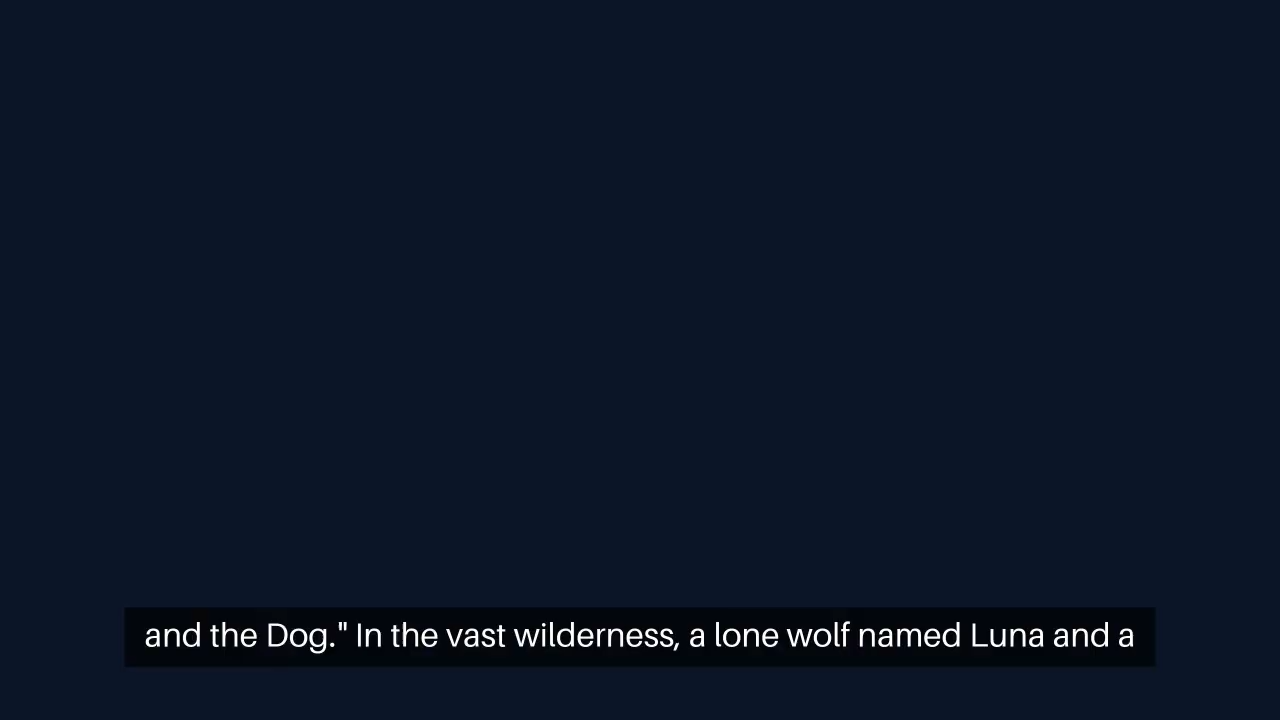 and the Dog." In the vast wilderness, a lone wolf named Luna and a